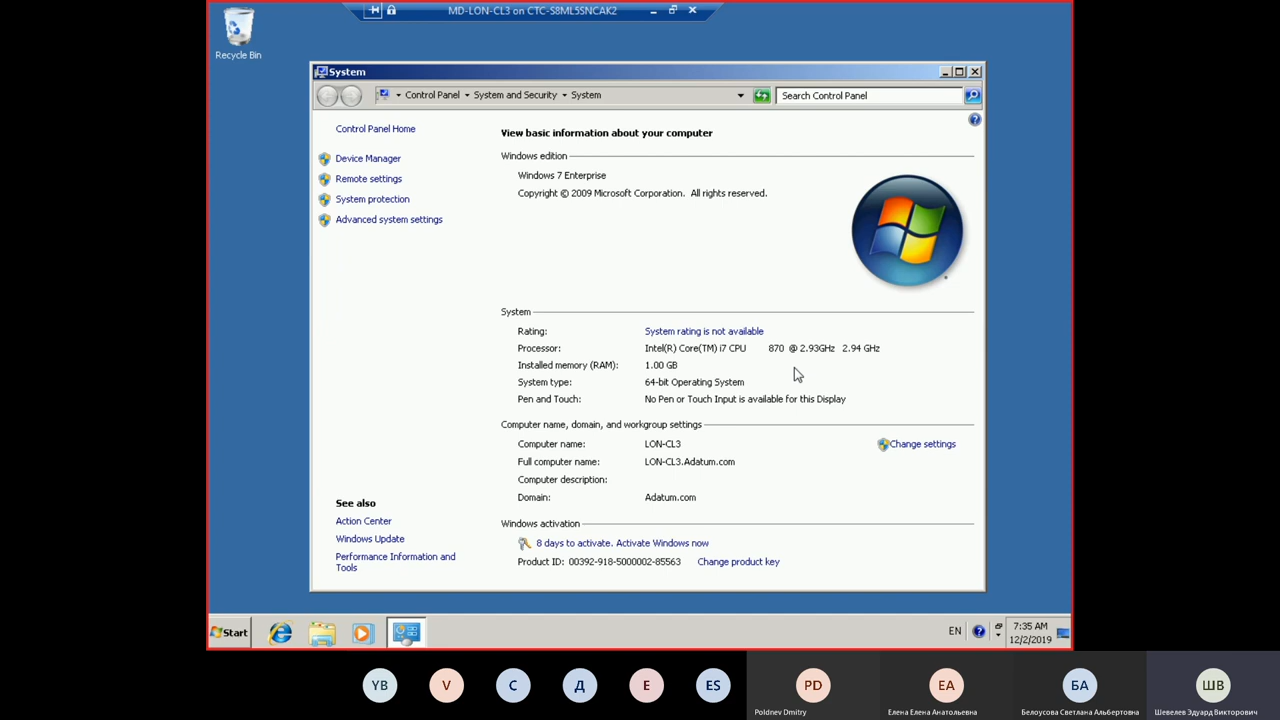 MD-LON-CL3 on CTC-S8ML5SNCAK2
Recycle Bin
System
Control Panel
System and Security
System
Search Control Panel
Control Panel Home
Device Manager
Remote settings
System protection
Advanced system settings
View basic information about your computer
Windows edition
Windows 7 Enterprise
Copyright © 2009 Microsoft Corporation. All rights reserved.
System
Rating: System rating is not available
Processor: Intel(R) Core(TM) i7 CPU 870 @ 2.93GHz 2.94 GHz
Installed memory (RAM): 1.00 GB
System type: 64-bit Operating System
Pen and Touch: No Pen or Touch Input is available for this Display
Computer name, domain, and workgroup settings
Computer name: LON-CL3
Change settings
Full computer name: LON-CL3.Adatum.com
Computer description:
Domain: Adatum.com
Windows activation
8 days to activate. Activate Windows now
Product ID: 00392-918-5000002-85563 Change product key
See also
Action Center
Windows Update
Performance Information and
Tools
Start
EN
7:35 AM
12/2/2019
YB
V
C
Д
E
ES
PD
Poldnev Dmitry
EA
Елена Елена Анатольевна
БА
Белоусова Светлана Альбертовна
ШВ
Шевелев Эдуард Викторович